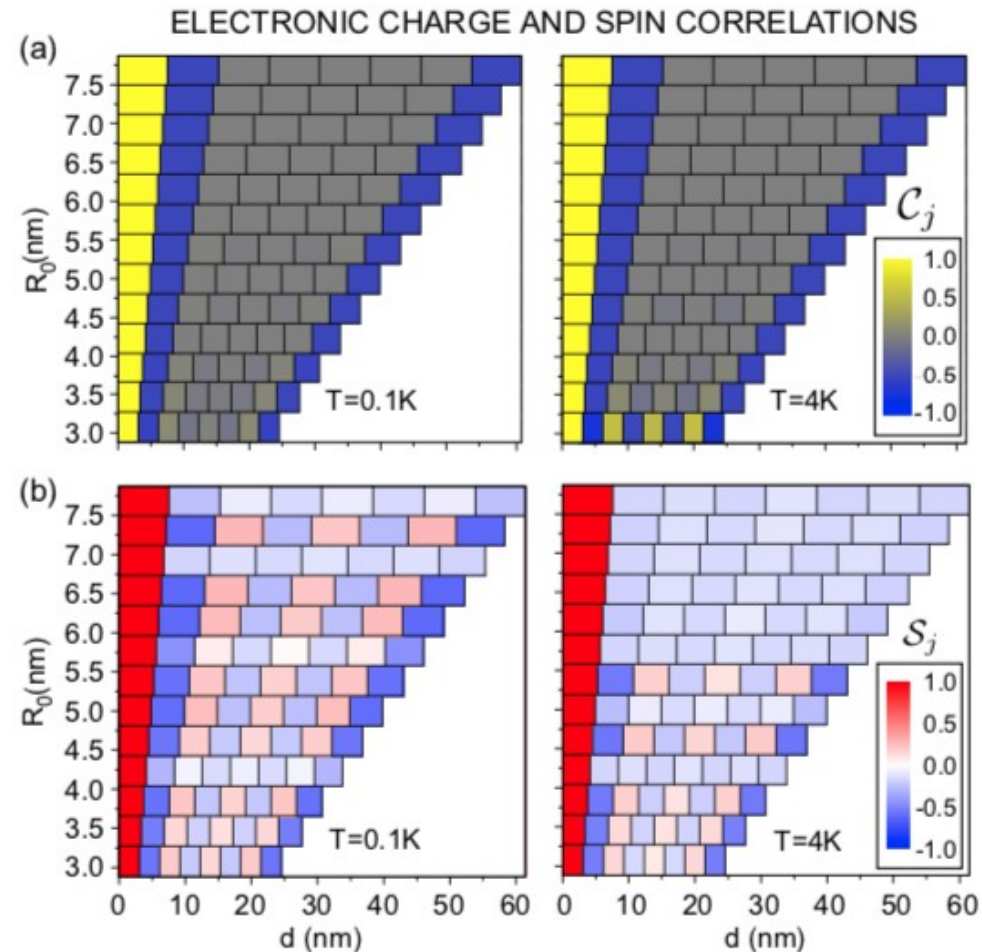 ELECTRONIC CHARGE AND SPIN CORRELATIONS
(a)
R0(nm)
7.5
7.0
6.5
6.0
5.5
5.0
4.5
4.0
3.5
3.0
T=0.1K
T=4K
Cj
1.0
0.5
0.0
-0.5
-1.0
(b)
R0(nm)
7.5
7.0
6.5
6.0
5.5
5.0
4.5
4.0
3.5
3.0
T=0.1K
T=4K
Sj
1.0
0.5
0.0
-0.5
-1.0
0 10 20 30 40 50 60
0 10 20 30 40 50 60
d (nm)
d (nm)